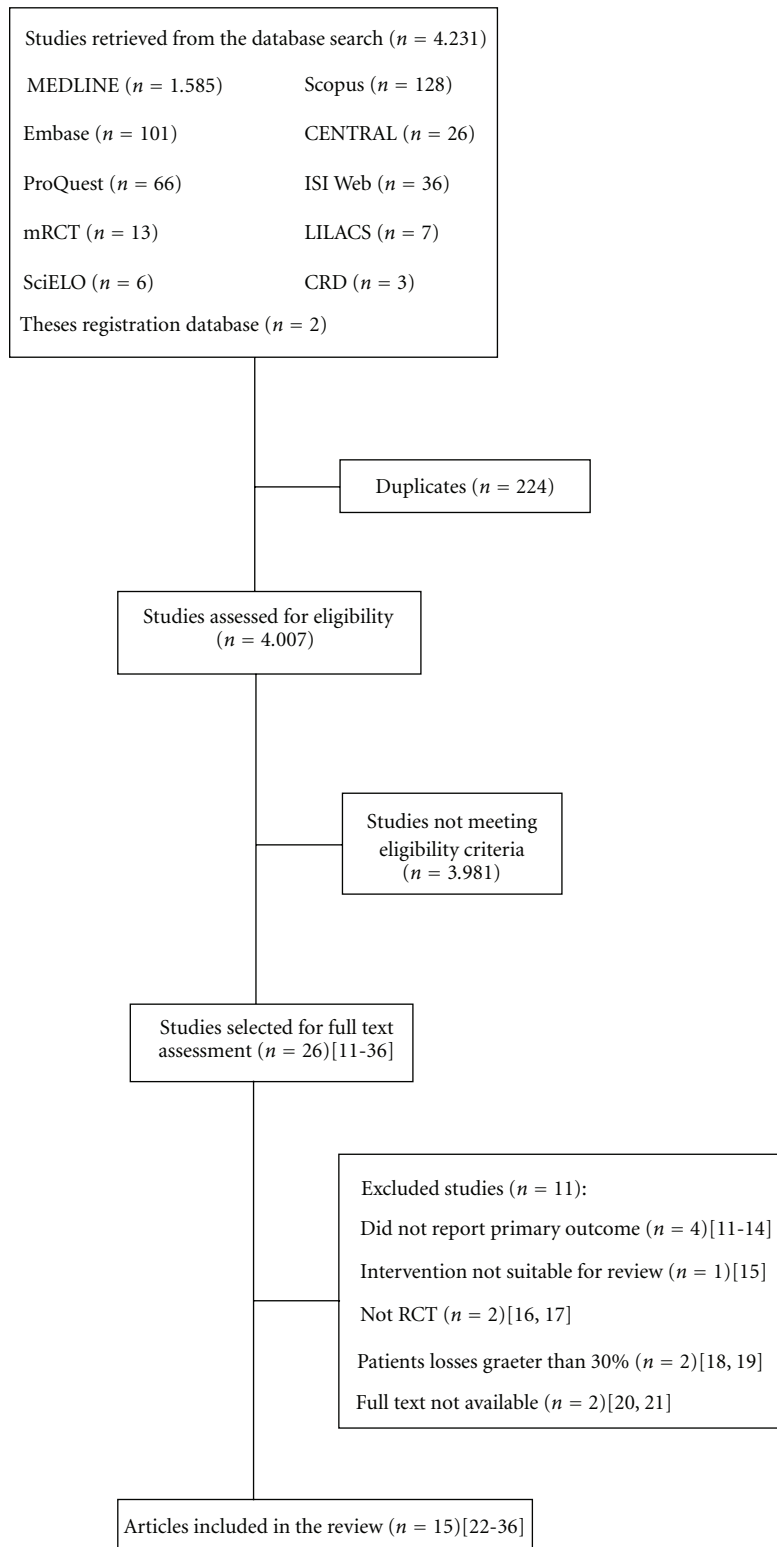 Studies retrieved from the database search (n = 4.231)
MEDLINE (n = 1.585)
Scopus (n = 128)
Embase (n = 101)
CENTRAL (n = 26)
ProQuest (n = 66)
ISI Web (n = 36)
mRCT (n = 13)
LILACS (n = 7)
SciELO (n = 6)
CRD (n = 3)
Theses registration database (n = 2)
Duplicates (n = 224)
Studies assessed for eligibility
(n = 4.007)
Studies not meeting
eligibility criteria
(n = 3.981)
Studies selected for full text
assessment (n = 26)[11-36]
Excluded studies (n = 11):
Did not report primary outcome (n = 4)[11-14]
Intervention not suitable for review (n = 1)[15]
Not RCT (n = 2)[16, 17]
Patients losses graeter than 30% (n = 2)[18, 19]
Full text not available (n = 2)[20, 21]
Articles included in the review (n = 15)[22-36]